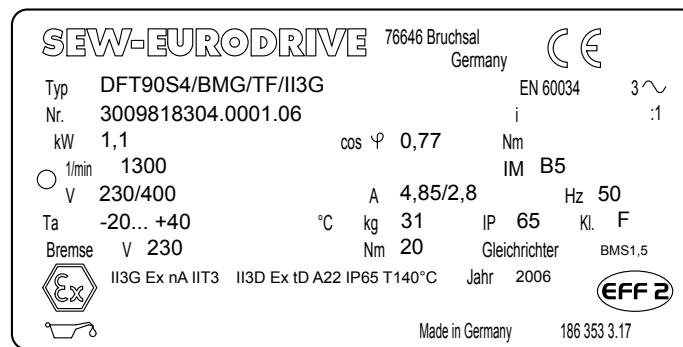 SEW-EURODRIVE 76646 Bruchsal Germany CE
Typ DFT90S4/BMG/TF/II3G EN 60034 3~
Nr. 3009818304.0001.06 i :1
kW 1,1 cos φ 0,77 Nm
1/min 1300 IM B5
V 230/400 A 4,85/2,8 Hz 50
Ta -20... +40 °C kg 31 IP 65 Kl. F
Bremse V 230 Nm 20 Gleichrichter BMS1,5
Ex II3G Ex nA IIT3 II3D Ex tD A22 IP65 T140°C Jahr 2006 EFF 2
Made in Germany 186 353 3.17